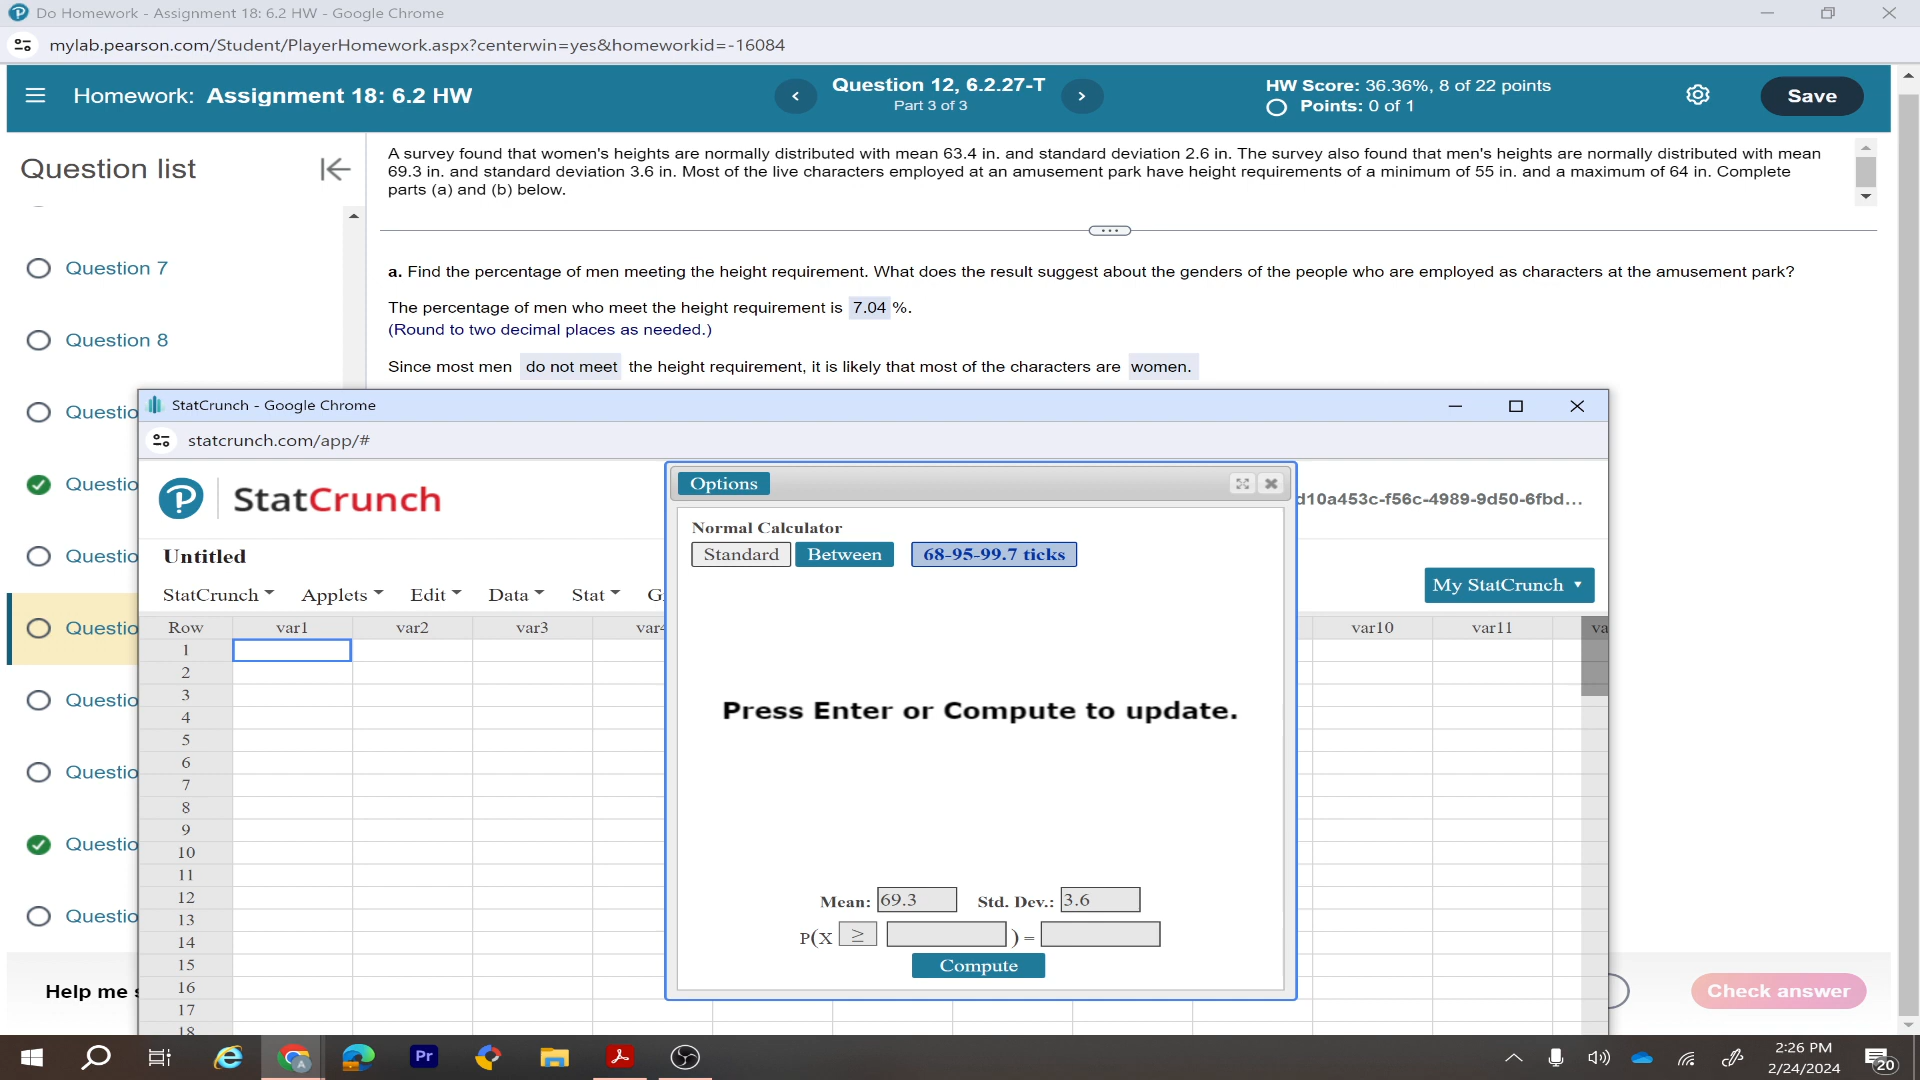 Do Homework - Assignment 18: 6.2 HW - Google Chrome
mylab.pearson.com/Student/PlayerHomework.aspx?centerwin=yes&homeworkid=-16084
Homework: Assignment 18: 6.2 HW
Question 12, 6.2.27-T
Part 3 of 3
HW Score: 36.36%, 8 of 22 points
Points: 0 of 1
Save
Question list
A survey found that women's heights are normally distributed with mean 63.4 in. and standard deviation 2.6 in. The survey also found that men's heights are normally distributed with mean
69.3 in. and standard deviation 3.6 in. Most of the live characters employed at an amusement park have height requirements of a minimum of 55 in. and a maximum of 64 in. Complete
parts (a) and (b) below.
Question 7
Question 8
Questio
Questio
Questio
Questio
Questio
Questio
Questio
Questio
Help me s
a. Find the percentage of men meeting the height requirement. What does the result suggest about the genders of the people who are employed as characters at the amusement park?
The percentage of men who meet the height requirement is 7.04 %.
(Round to two decimal places as needed.)
Since most men do not meet the height requirement, it is likely that most of the characters are women.
StatCrunch - Google Chrome
statcrunch.com/app/#
StatCrunch
d10a453c-f56c-4989-9d50-6fbd...
Untitled
StatCrunch Applets Edit Data Stat G
My StatCrunch
Row var1 var2 var3 var4 var10 var11 va
1
2
3
4
5
6
7
8
9
10
11
12
13
14
15
16
17
18
Options
Normal Calculator
Standard Between 68-95-99.7 ticks
Press Enter or Compute to update.
Mean: 69.3 Std. Dev.: 3.6
P(X ≥ ) =
Compute
Check answer
Pr
2:26 PM
2/24/2024
20